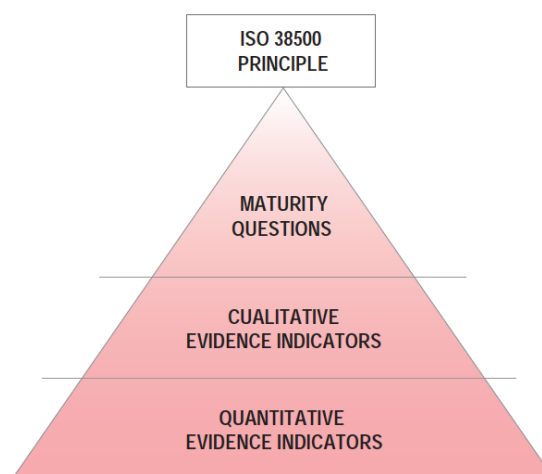 ISO 38500
PRINCIPLE
MATURITY
QUESTIONS
CUALITATIVE
EVIDENCE INDICATORS
QUANTITATIVE
EVIDENCE INDICATORS